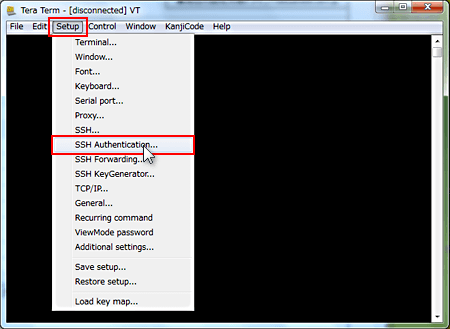 Tera Term - [disconnected] VT
File Edit Setup Control Window KanjiCode Help
Terminal...
Window...
Font...
Keyboard...
Serial port...
Proxy...
SSH...
SSH Authentication...
SSH Forwarding...
SSH KeyGenerator...
TCP/IP...
General...
Recurring command
ViewMode password
Additional settings...
Save setup...
Restore setup...
Load key map...